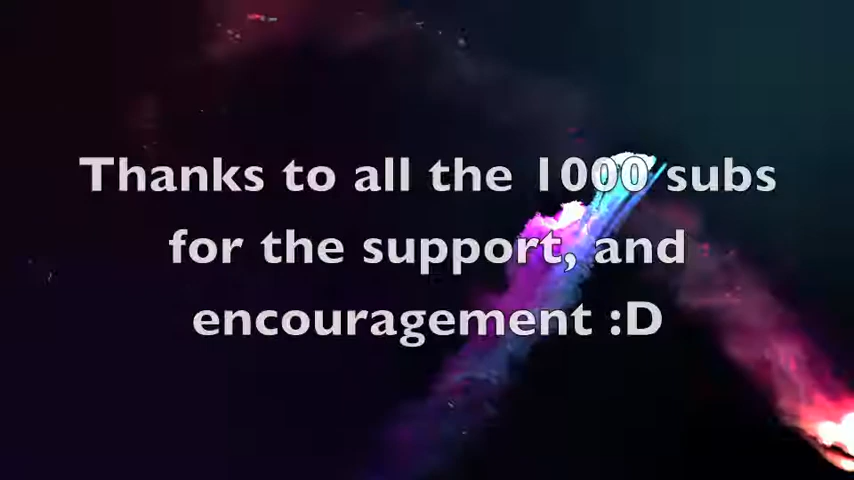 Thanks to all the 1000 subs
for the support, and
encouragement :D